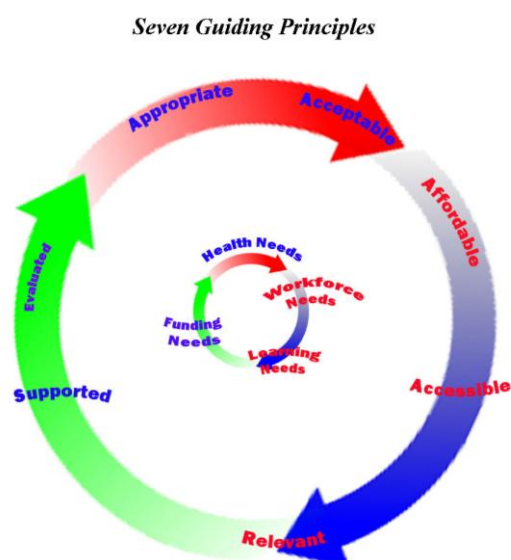 Seven Guiding Principles
Appropriate
Acceptable
Affordable
Accessible
Relevant
Supported
Evaluated
Health Needs
Workforce
Needs
Learning
Needs
Funding
Needs